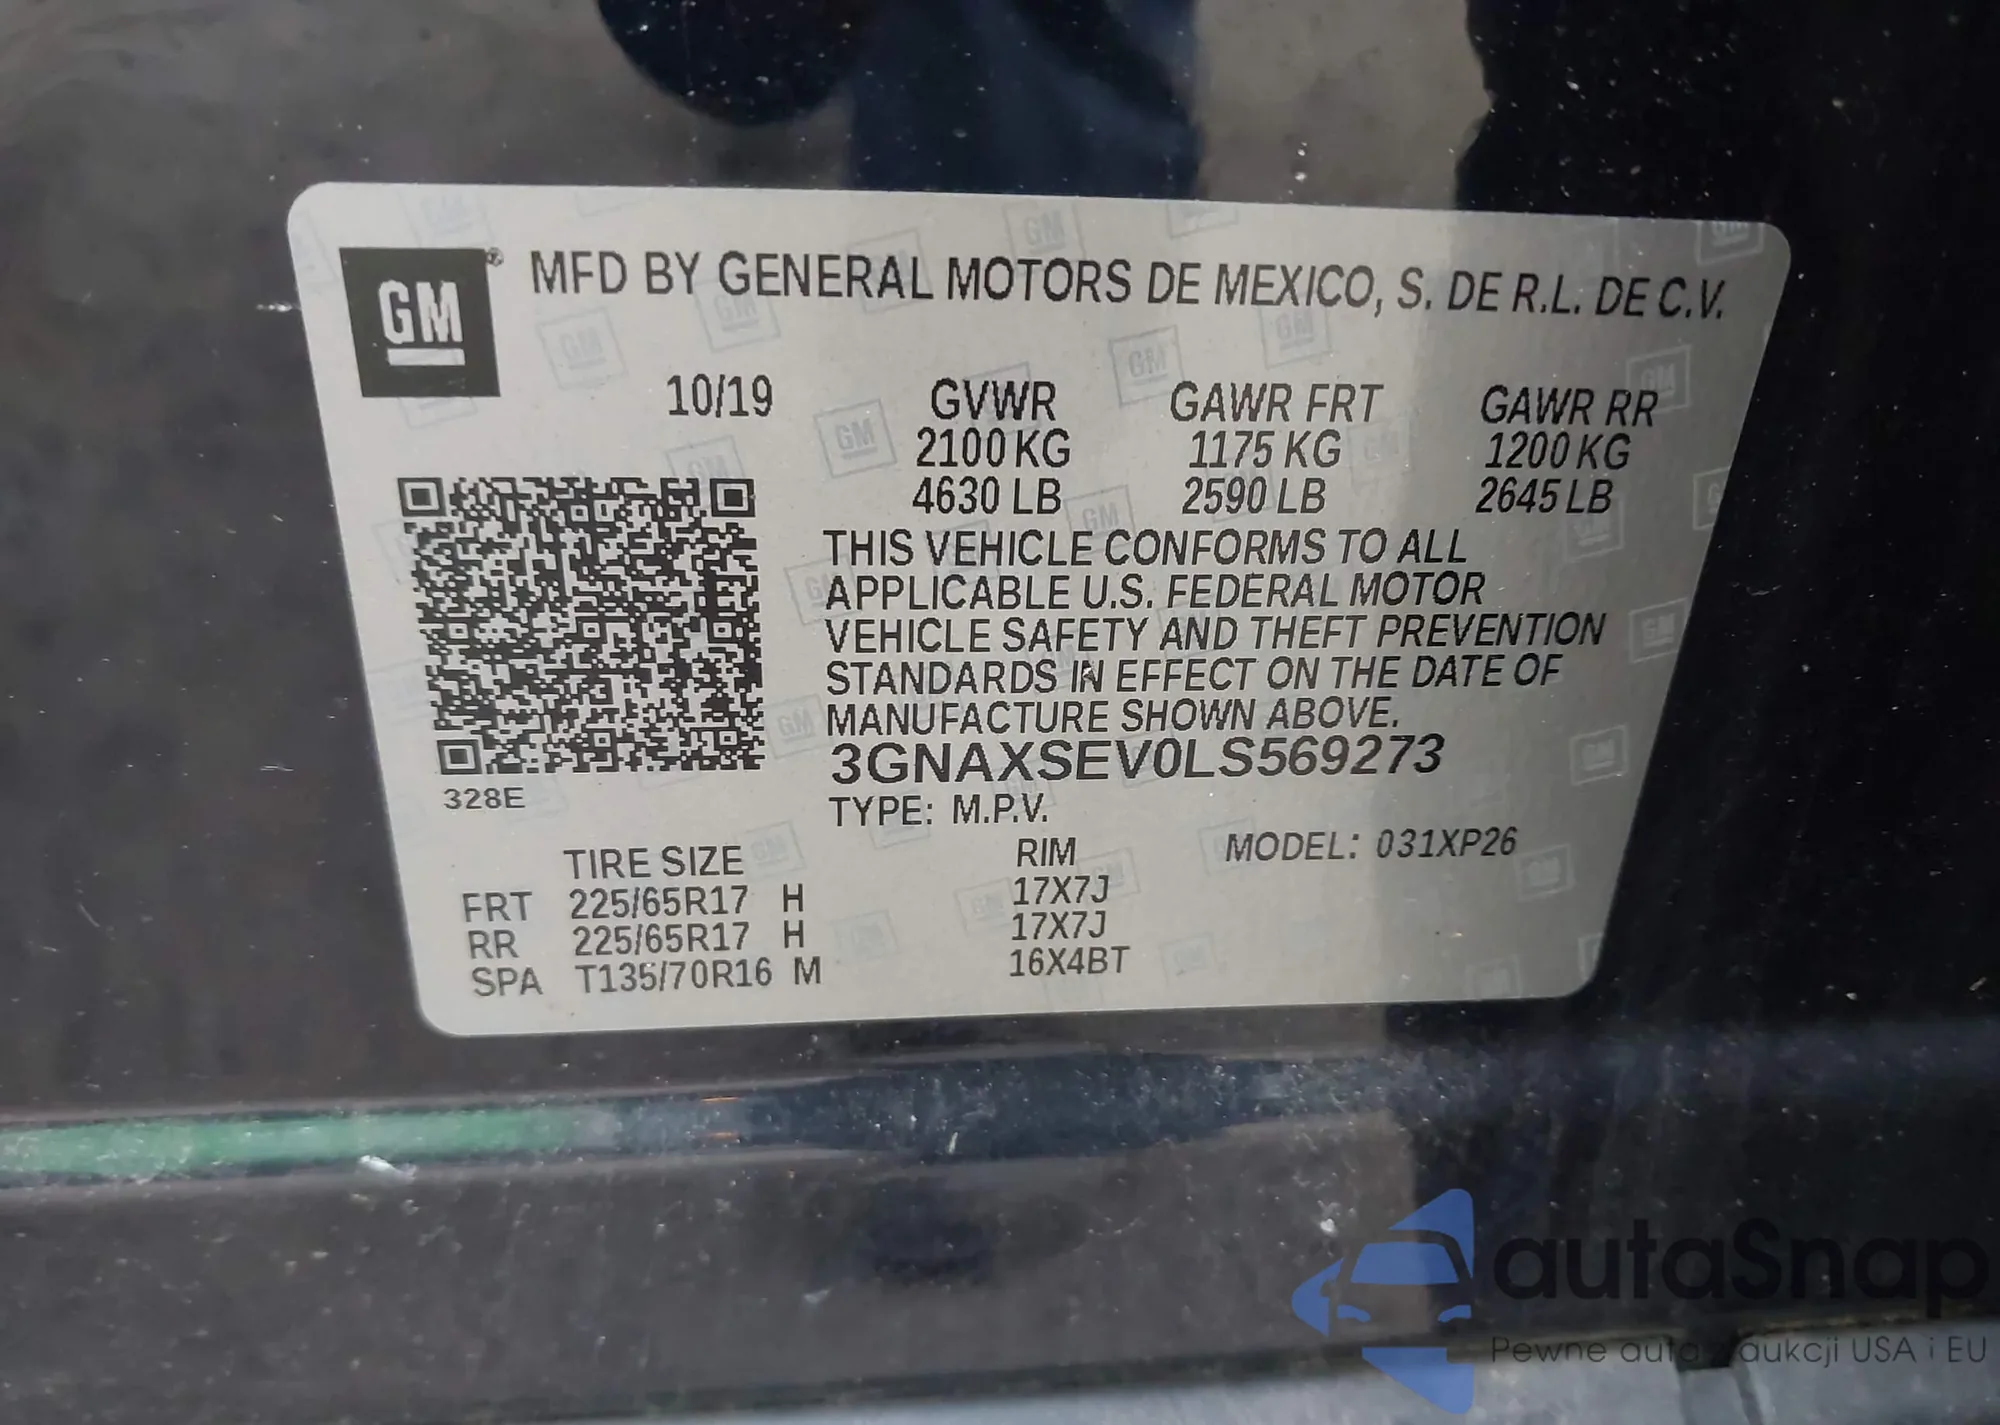 GM® MFD BY GENERAL MOTORS DE MEXICO, S. DE R.L. DE C.V.
10/19 GVWR GAWR FRT GAWR RR
2100 KG 1175 KG 1200 KG
4630 LB 2590 LB 2645 LB
THIS VEHICLE CONFORMS TO ALL
APPLICABLE U.S. FEDERAL MOTOR
VEHICLE SAFETY AND THEFT PREVENTION
STANDARDS IN EFFECT ON THE DATE OF
MANUFACTURE SHOWN ABOVE.
3GNAXSEV0LS569273
328E
TYPE: M.P.V.
TIRE SIZE RIM MODEL: 031XP26
FRT 225/65R17 H 17X7J
RR 225/65R17 H 17X7J
SPA T135/70R16 M 16X4BT
autaSnap
Pewne auta z aukcji USA i EU